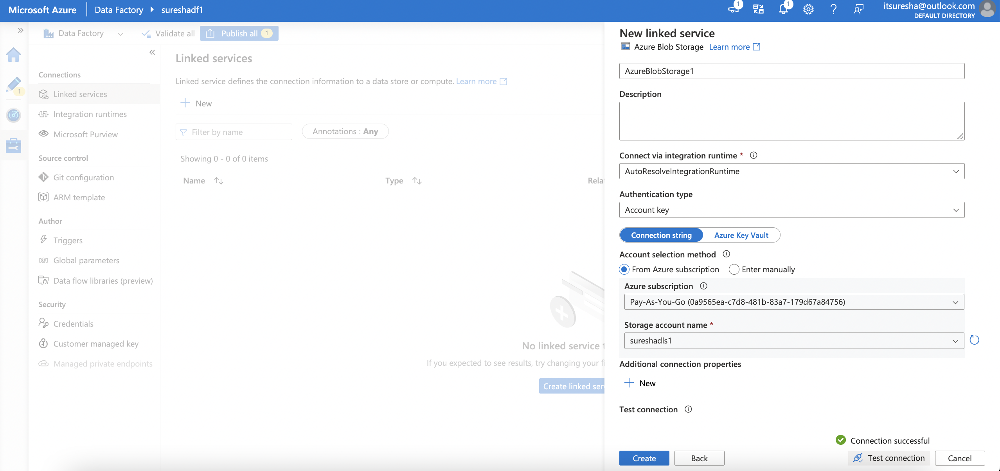 Microsoft Azure
Data Factory
sureshadf1
1
1
itsuresha@outlook.com
DEFAULT DIRECTORY
Data Factory
Validate all
Publish all 1
1
Connections
Linked services
Integration runtimes
Microsoft Purview
Source control
Git configuration
ARM template
Author
Triggers
Global parameters
Data flow libraries (preview)
Security
Credentials
Customer managed key
Managed private endpoints
Linked services
Linked service defines the connection information to a data store or compute. Learn more
New
Filter by name
Annotations : Any
Showing 0 - 0 of 0 items
Name
Type
Relat
No linked service t
If you expected to see results, try changing your fi
Create linked serv
New linked service
Azure Blob Storage Learn more
AzureBlobStorage1
Description
Connect via integration runtime *
AutoResolveIntegrationRuntime
Authentication type
Account key
Connection string
Azure Key Vault
Account selection method
From Azure subscription
Enter manually
Azure subscription
Pay-As-You-Go (0a9565ea-c7d8-481b-83a7-179d67a84756)
Storage account name *
sureshadls1
Additional connection properties
New
Test connection
Connection successful
Create
Back
Test connection
Cancel